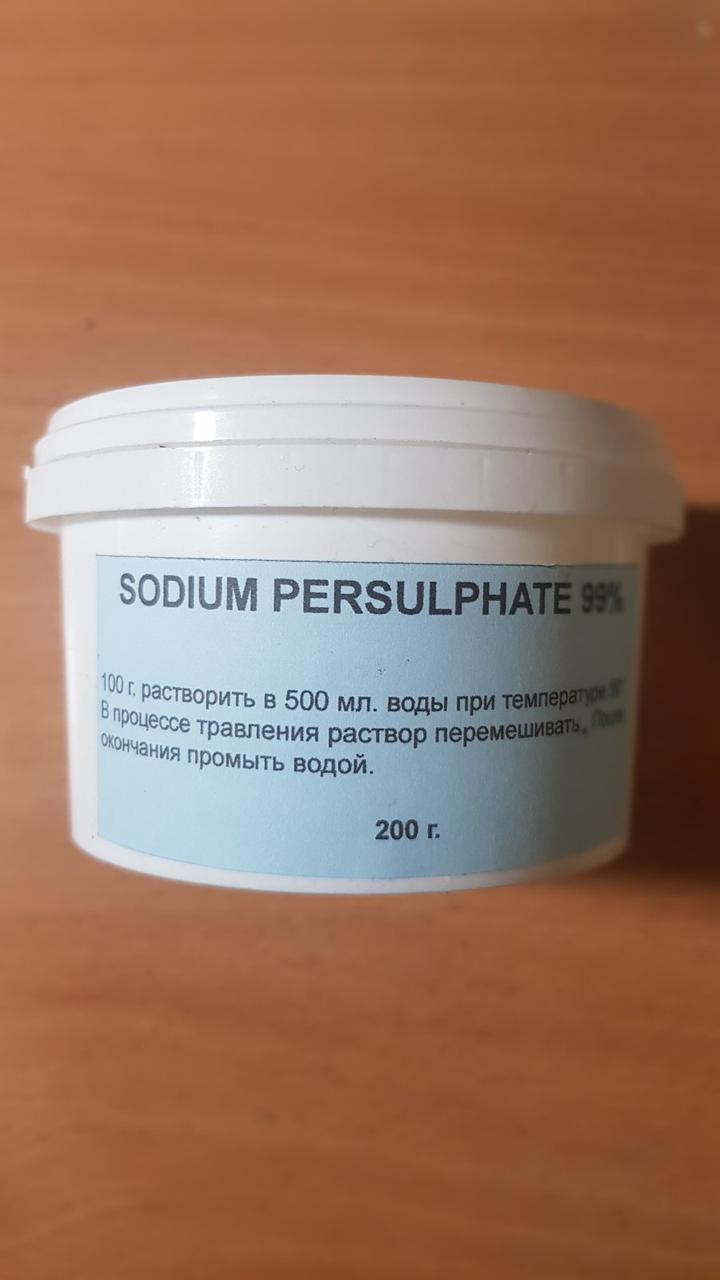 SODIUM PERSULPHATE 99%
100 г. растворить в 500 мл. воды при температуре
В процессе травления раствор перемешивать.
окончания промыть водой.
200 г.